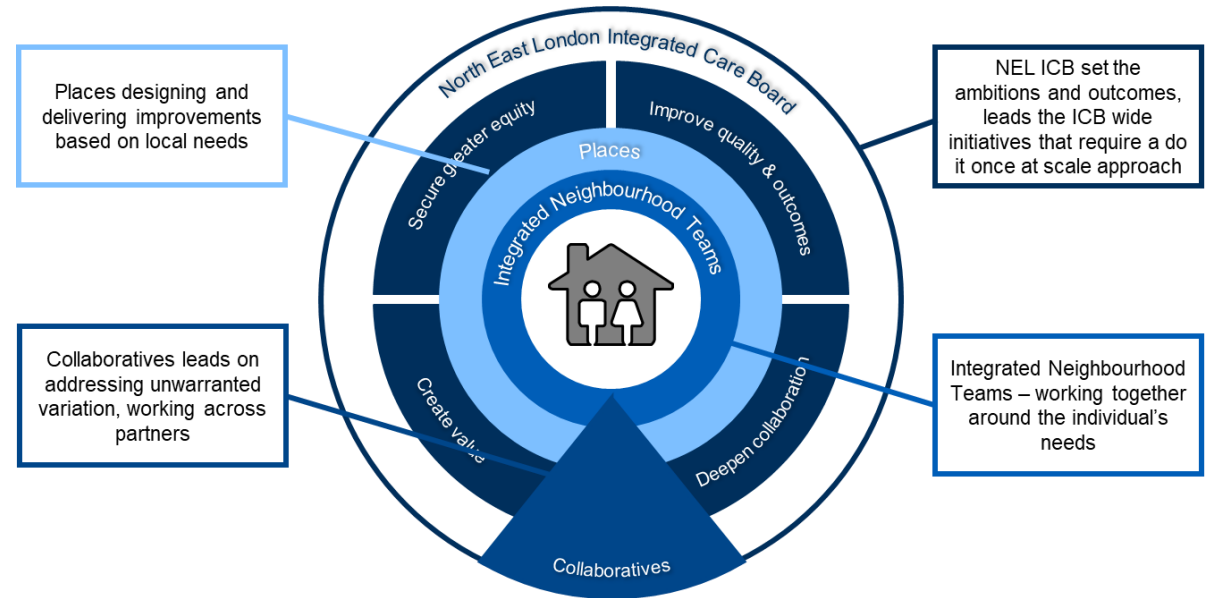 North East London Integrated Care Board
Places designing and
delivering improvements
based on local needs
NEL ICB set the
ambitions and outcomes,
leads the ICB wide
initiatives that require a do
it once at scale approach
Secure greater equity
Improve quality & outcomes
Places
Integrated Neighbourhood Teams
Collaboratives leads on
addressing unwarranted
variation, working across
partners
Create value
Deepen collaboration
Integrated Neighbourhood
Teams – working together
around the individual’s
needs
Collaboratives